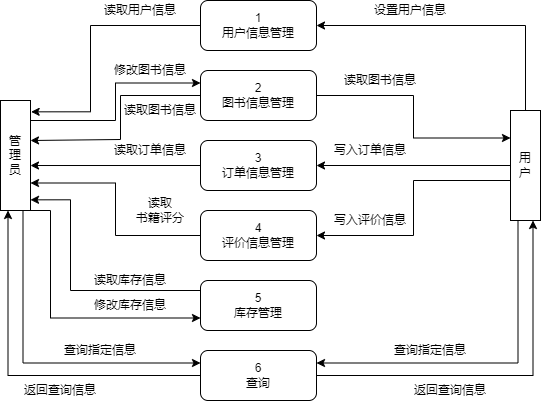 读取用户信息
1
用户信息管理
设置用户信息
修改图书信息
2
图书信息管理
读取图书信息
读取图书信息
管
理
员
用
户
读取订单信息
3
订单信息管理
写入订单信息
读取
书籍评分
4
评价信息管理
写入评价信息
读取库存信息
5
库存管理
修改库存信息
查询指定信息
6
查询
查询指定信息
返回查询信息
返回查询信息